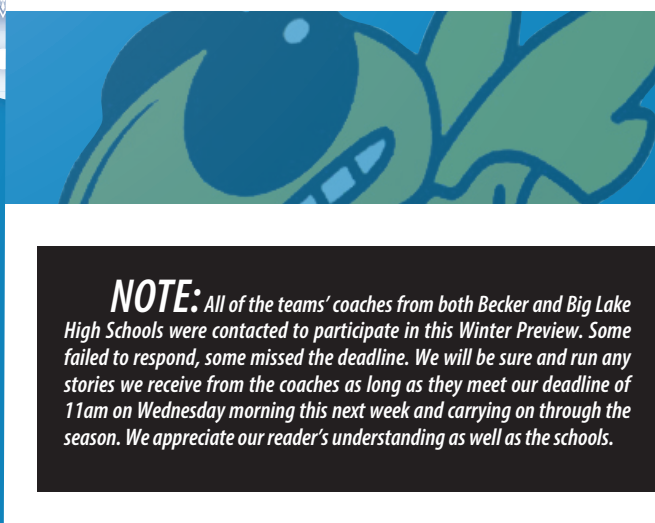 NOTE: All of the teams’ coaches from both Becker and Big Lake
High Schools were contacted to participate in this Winter Preview. Some
failed to respond, some missed the deadline. We will be sure and run any
stories we receive from the coaches as long as they meet our deadline of
11am on Wednesday morning this next week and carrying on through the
season. We appreciate our reader’s understanding as well as the schools.